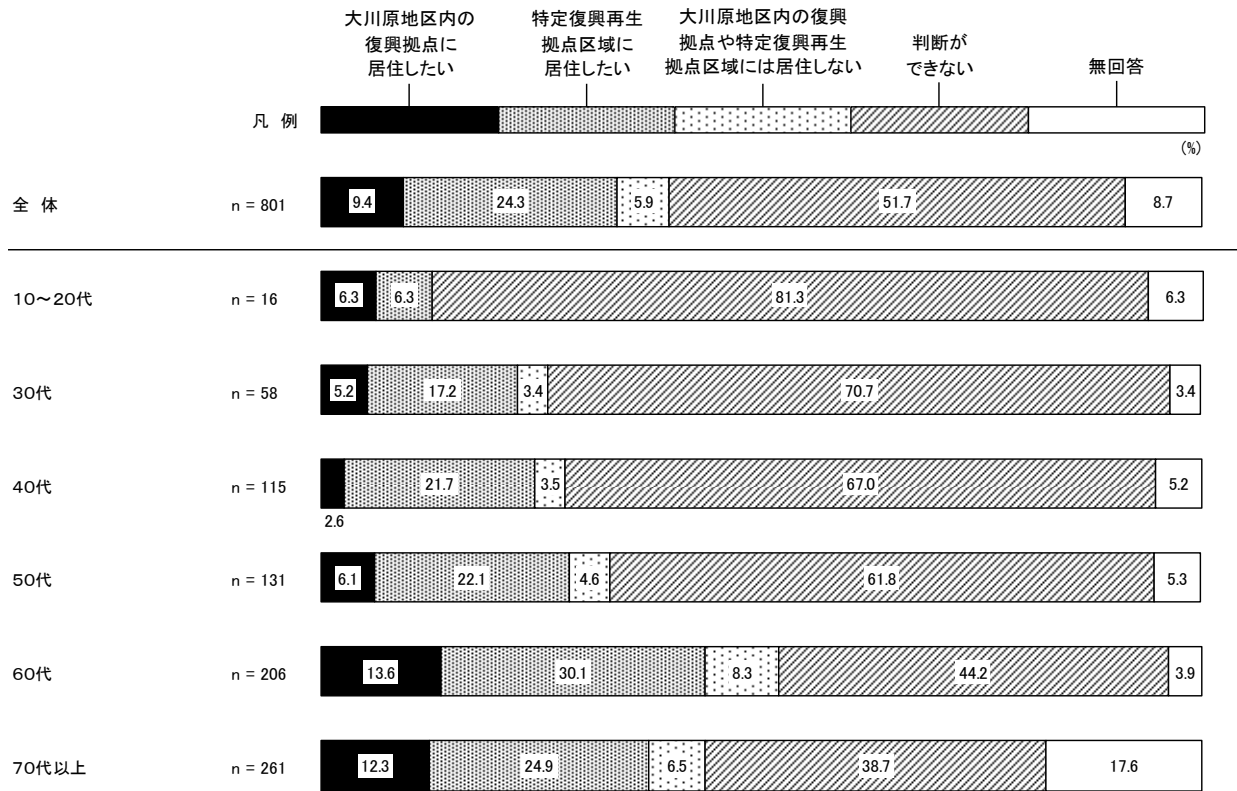 大川原地区内の
復興拠点に
居住したい
特定復興再生
拠点区域に
居住したい
大川原地区内の復興
拠点や特定復興再生
拠点区域には居住しない
判断が
できない
無回答
凡 例
(%)
全 体 n = 801 9.4 24.3 5.9 51.7 8.7
10～20代 n = 16 6.3 6.3 81.3 6.3
30代 n = 58 5.2 17.2 3.4 70.7 3.4
40代 n = 115 21.7 3.5 67.0 5.2
2.6
50代 n = 131 6.1 22.1 4.6 61.8 5.3
60代 n = 206 13.6 30.1 8.3 44.2 3.9
70代以上 n = 261 12.3 24.9 6.5 38.7 17.6